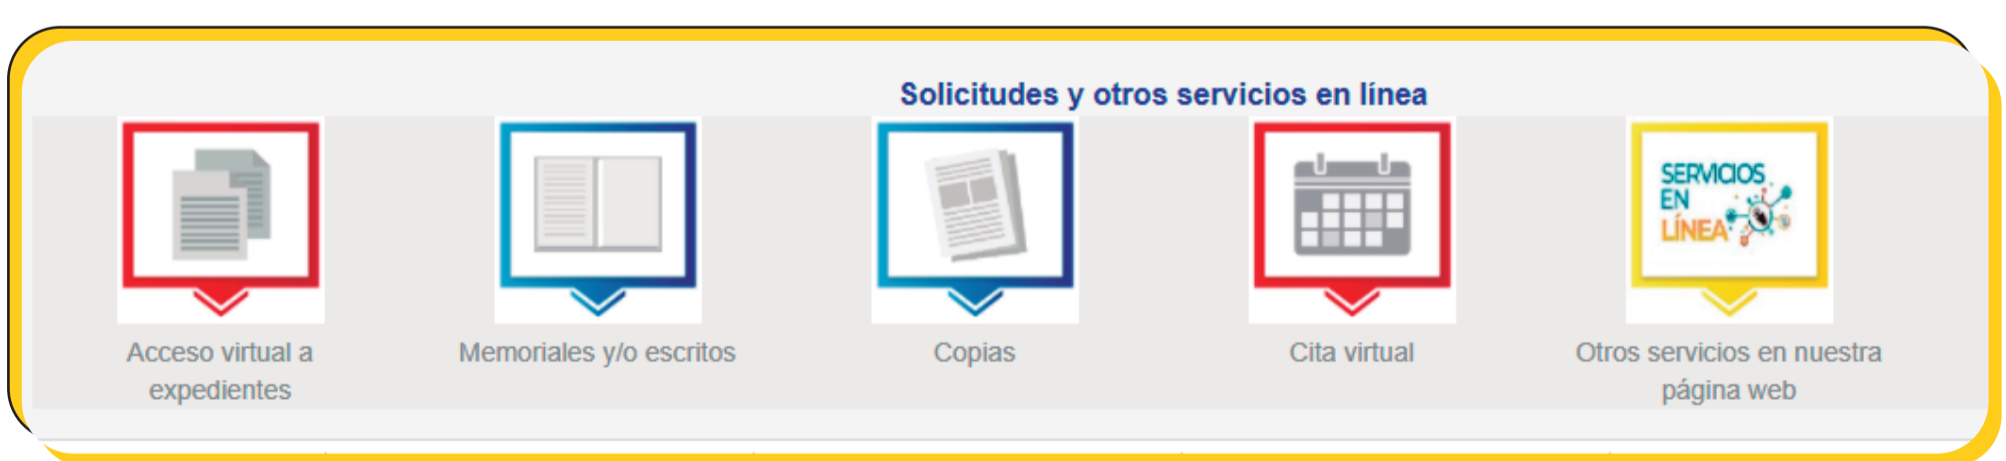 Solicitudes y otros servicios en línea
SERVICIOS
EN
LÍNEA
Acceso virtual a
expedientes
Memoriales y/o escritos
Copias
Cita virtual
Otros servicios en nuestra
página web